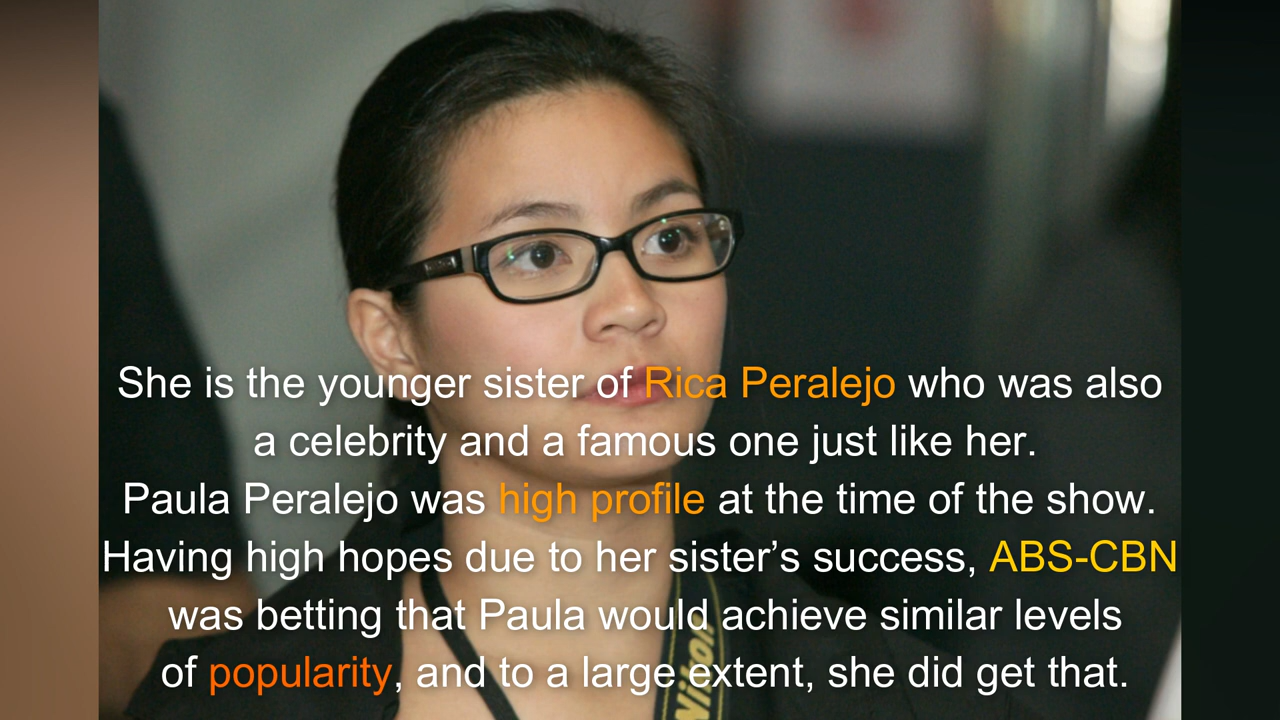 She is the younger sister of Rica Peralejo who was also
a celebrity and a famous one just like her.
Paula Peralejo was high profile at the time of the show.
Having high hopes due to her sister’s success, ABS-CBN
was betting that Paula would achieve similar levels
of popularity, and to a large extent, she did get that.
Nikon